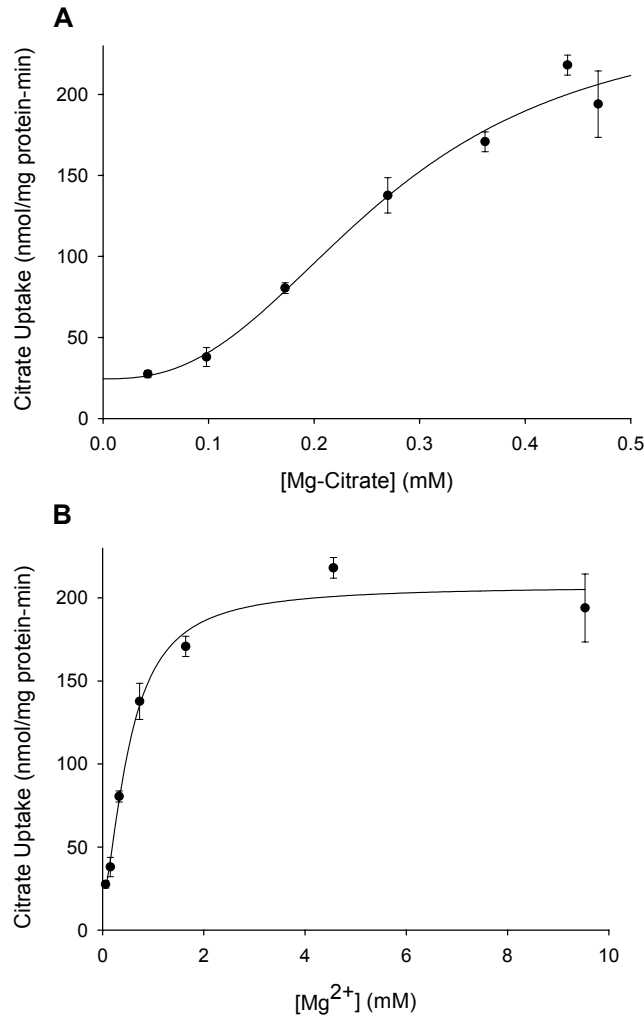 A
Citrate Uptake (nmol/mg protein-min)
200
150
100
50
0
0.0 0.1 0.2 0.3 0.4 0.5
[Mg-Citrate] (mM)
B
Citrate Uptake (nmol/mg protein-min)
200
150
100
50
0
0 2 4 6 8 10
[Mg²⁺] (mM)